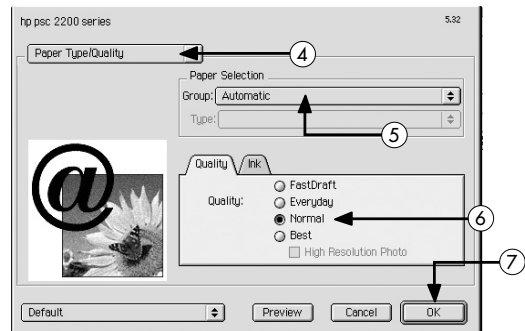 hp psc 2200 series 5.32
Paper Type/Quality 4
Paper Selection
Group: Automatic
Type: 5
Quality Ink
FastDraft
Quality: Everyday
Normal 6
Best
High Resolution Photo
7
@
Default Preview Cancel OK